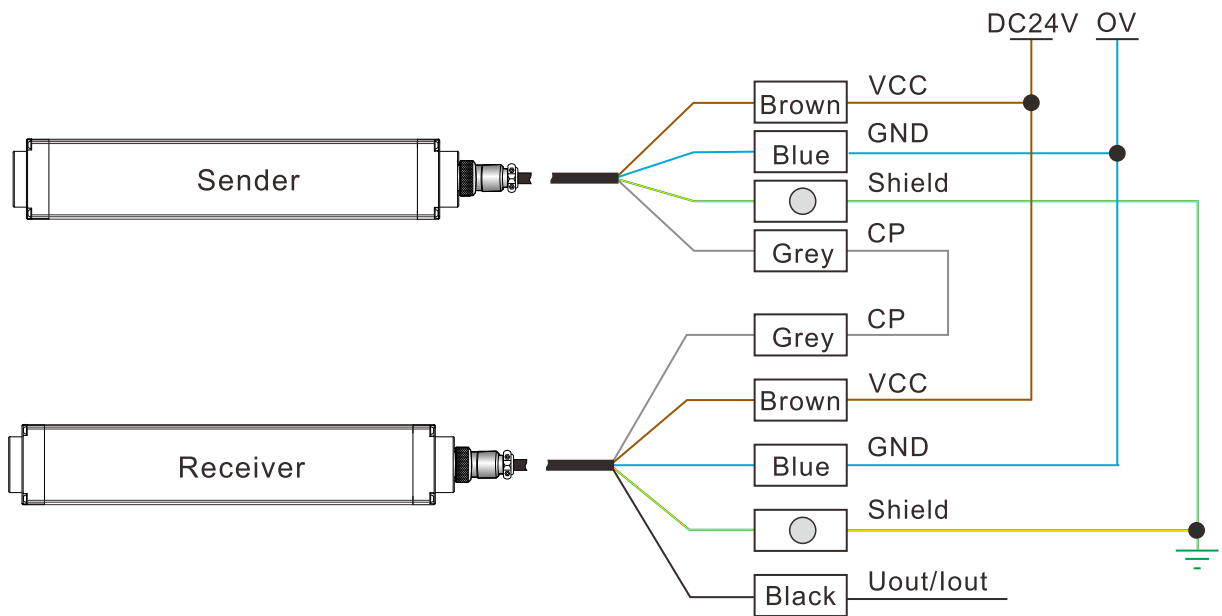 DC24V OV
Brown VCC
Blue GND
Sender
Shield
Grey CP
Grey CP
Brown VCC
Receiver
Blue GND
Shield
Black Uout/Iout